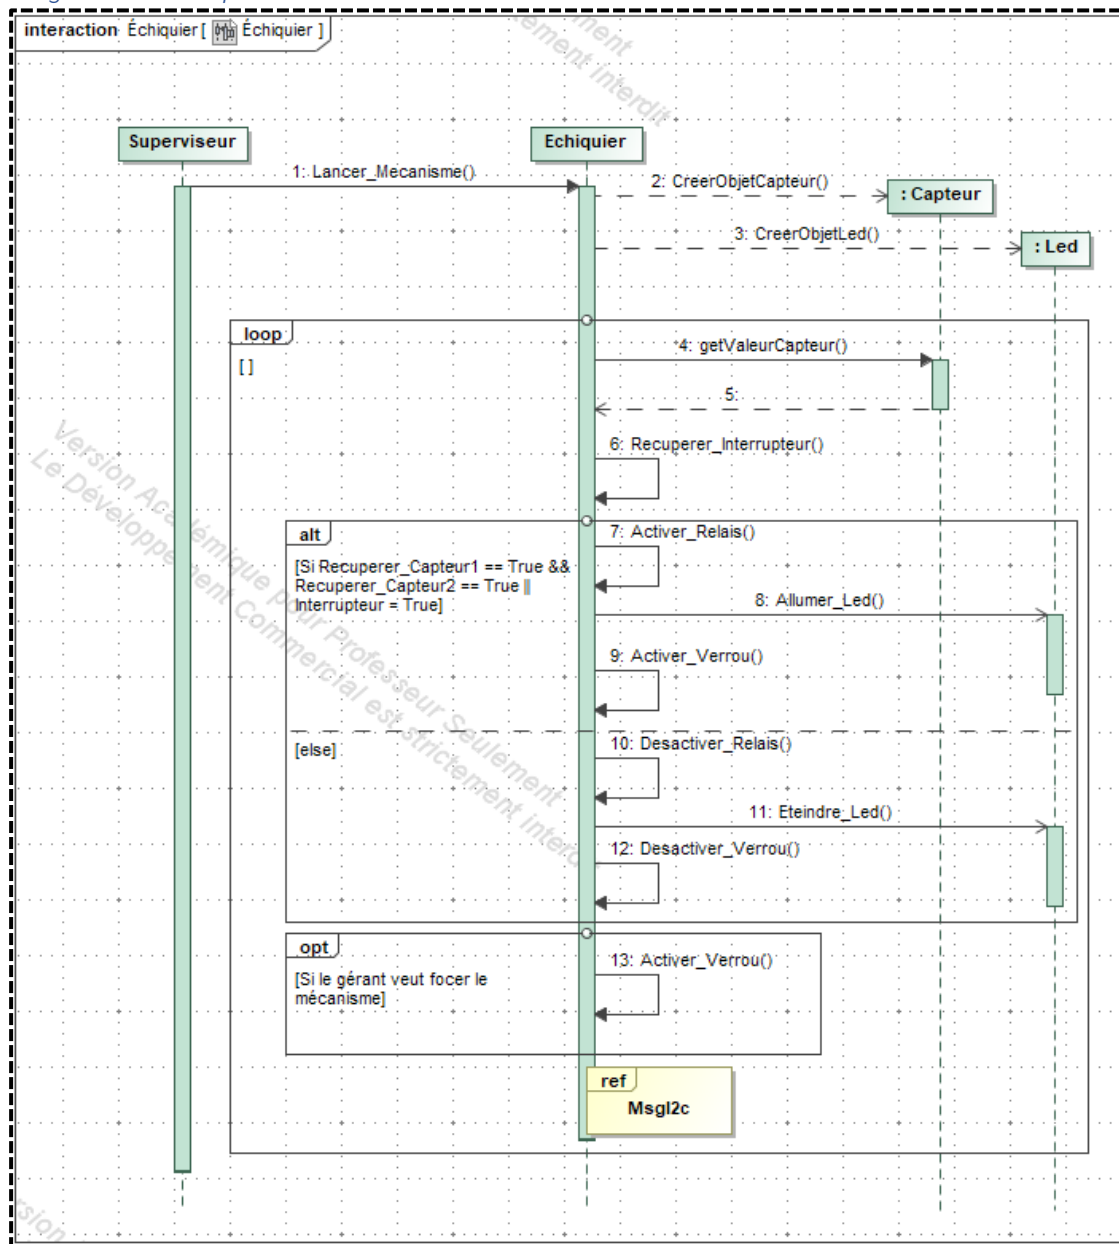 interaction Échiquier [ Échiquier ]
Superviseur
Echiquier
1: Lancer_Mecanisme()
2: CreerObjetCapteur()
: Capteur
3: CreerObjetLed()
: Led
loop
[ ]
4: getValeurCapteur()
5:
6: Recuperer_Interrupteur()
alt
[Si Recuperer_Capteur1 == True &&
Recuperer_Capteur2 == True ||
Interrupteur = True]
7: Activer_Relais()
8: Allumer_Led()
9: Activer_Verrou()
[else]
10: Desactiver_Relais()
11: Eteindre_Led()
12: Desactiver_Verrou()
opt
[Si le gérant veut focer le
mécanisme]
13: Activer_Verrou()
ref
MsgI2c
Version Académique pour Professeur Seulement
Le Développement Commercial est strictement interdit